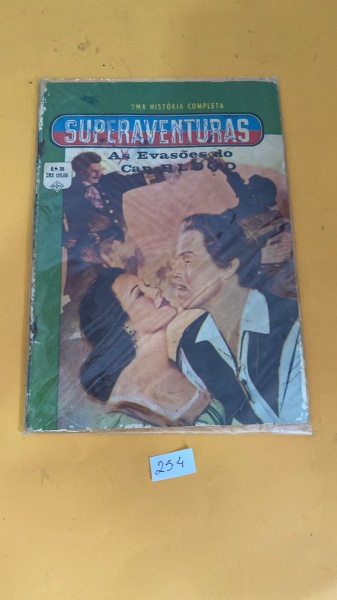 UMA HISTÓRIA COMPLETA
SUPERAVENTURAS
As Evasões do
254